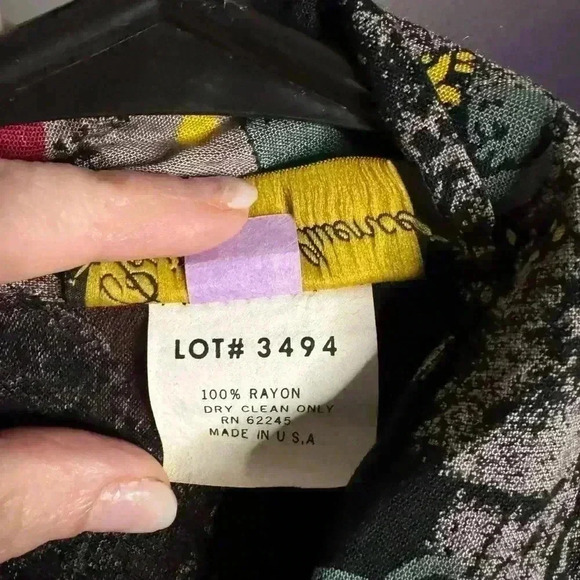 LOT# 3494
100% RAYON
DRY CLEAN ONLY
RN 62245
MADE IN U.S.A